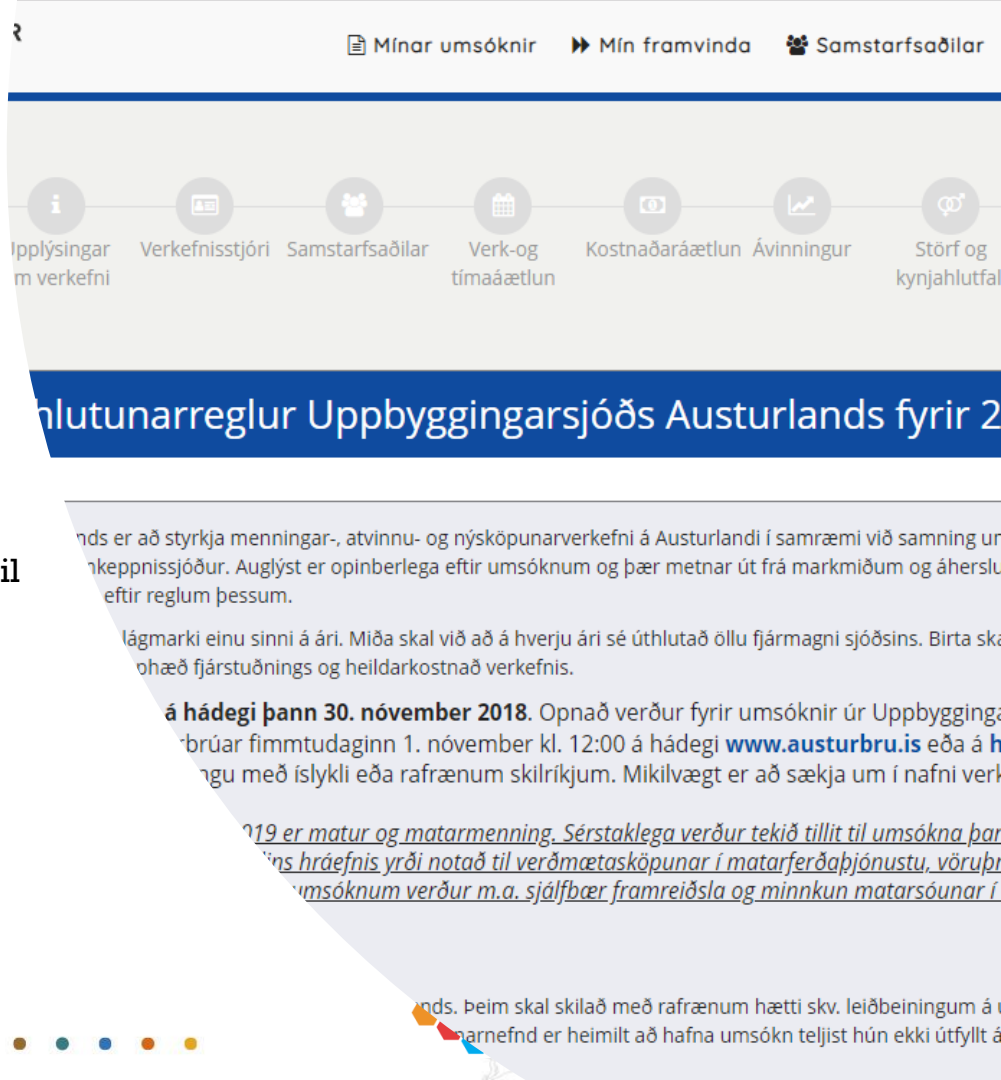 R
Mínar umsóknir Mín framvinda Samstarfsaðilar
Upplýsingar Verkefnisstjóri Samstarfsaðilar Verk-og Kostnaðaráætlun Ávinningur Störf og
m verkefni tímaáætlun kynjahlutfal
hlutunarreglur Uppbyggingarsjóðs Austurlands fyrir 2
nds er að styrkja menningar-, atvinnu- og nýsköpunarverkefni á Austurlandi í samræmi við samning um
il nkeppnissjóður. Auglýst er opinberlega eftir umsóknum og þær metnar út frá markmiðum og áherslu
eftir reglum þessum.
lágmarki einu sinni á ári. Miða skal við að á hverju ári sé úthlutað öllu fjármagni sjóðsins. Birta ska
phæð fjárstuðnings og heildarkostnað verkefnis.
á hádegi þann 30. nóvember 2018. Opnað verður fyrir umsóknir úr Uppbygginga
rbrúar fimmtudaginn 1. nóvember kl. 12:00 á hádegi www.austurbru.is eða á h
ngu með íslykli eða rafrænum skilríkjum. Mikilvægt er að sækja um í nafni verk
019 er matur og matarmenning. Sérstaklega verður tekið tillit til umsókna þar
ins hráefnis yrði notað til verðmætasköpunar í matarferðaþjónustu, vöruþr
umsóknum verður m.a. sjálfbær framreiðsla og minnkun matarsóunar í
nds. Þeim skal skilað með rafrænum hætti skv. leiðbeiningum á u
narnefnd er heimilt að hafna umsókn teljist hún ekki útfyllt á